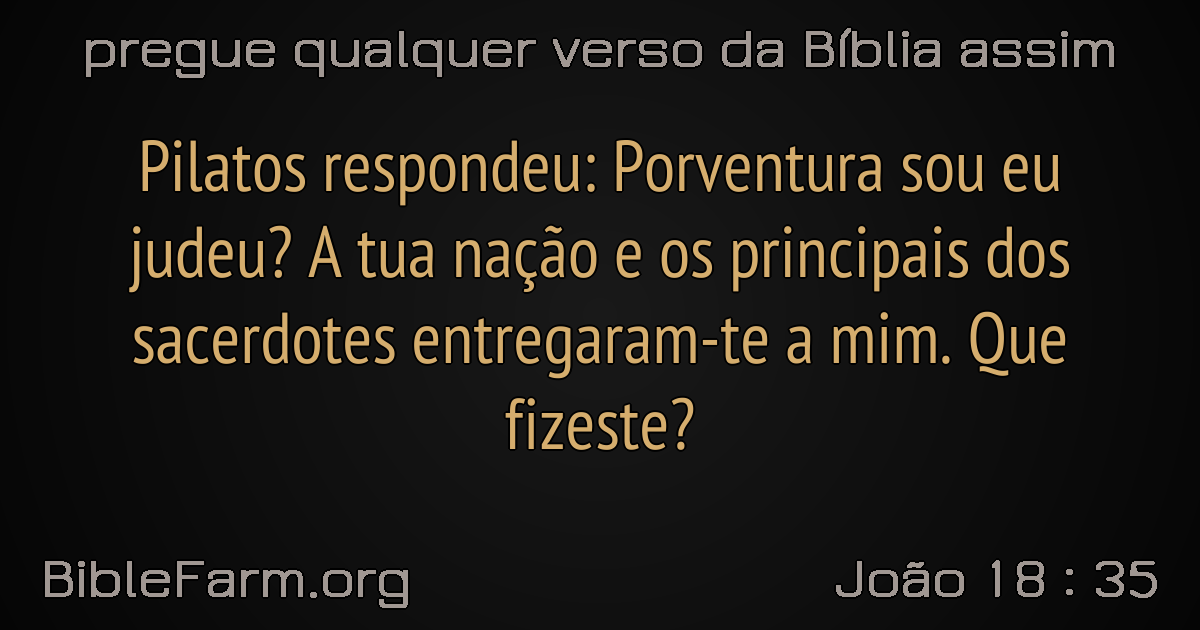 pregue qualquer verso da Bíblia assim
Pilatos respondeu: Porventura sou eu
judeu? A tua nação e os principais dos
sacerdotes entregaram-te a mim. Que
fizeste?
BibleFarm.org
João 18 : 35